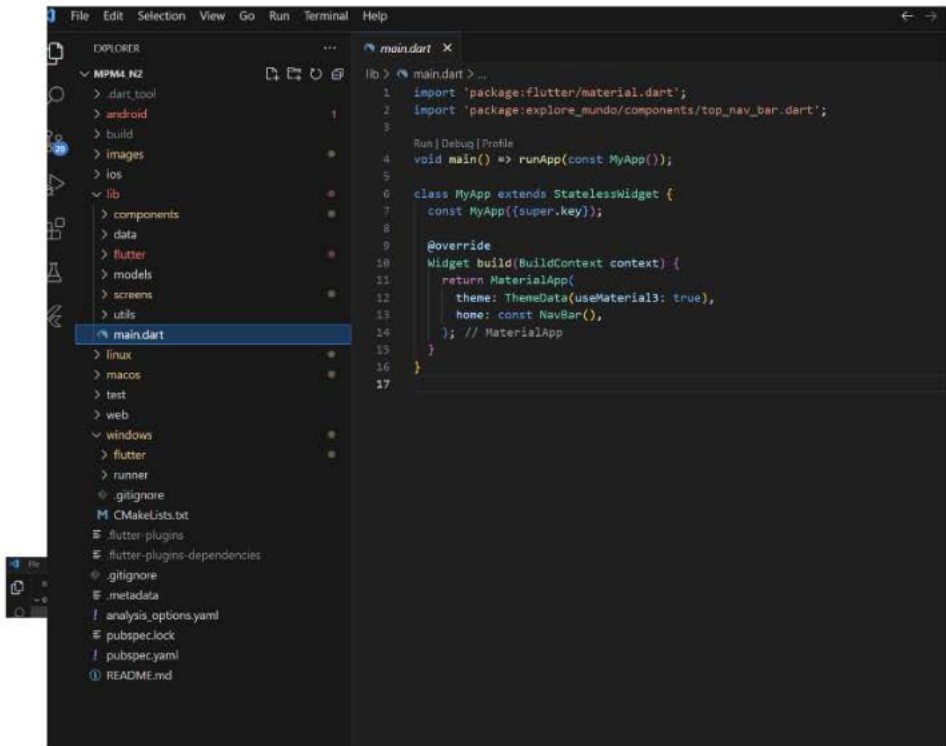 File Edit Selection View Go Run Terminal Help
EXPLORER
MPM4_N2
.dart_tool
android 1
build
images
ios
lib
components
data
flutter
models
screens
utils
main.dart
linux
macos
test
web
windows
flutter
runner
.gitignore
CMakeLists.txt
.flutter-plugins
.flutter-plugins-dependencies
.gitignore
.metadata
analysis_options.yaml
pubspec.lock
pubspec.yaml
README.md
20
main.dart
lib > main.dart > ...
1 import 'package:flutter/material.dart';
2 import 'package:explore_mundo/components/top_nav_bar.dart';
3
Run | Debug | Profile
4 void main() => runApp(const MyApp());
5
6 class MyApp extends StatelessWidget {
7 const MyApp({super.key});
8
9 @override
10 Widget build(BuildContext context) {
11 return MaterialApp(
12 theme: ThemeData(useMaterial3: true),
13 home: const NavBar(),
14 ); // MaterialApp
15 }
16 }
17
File